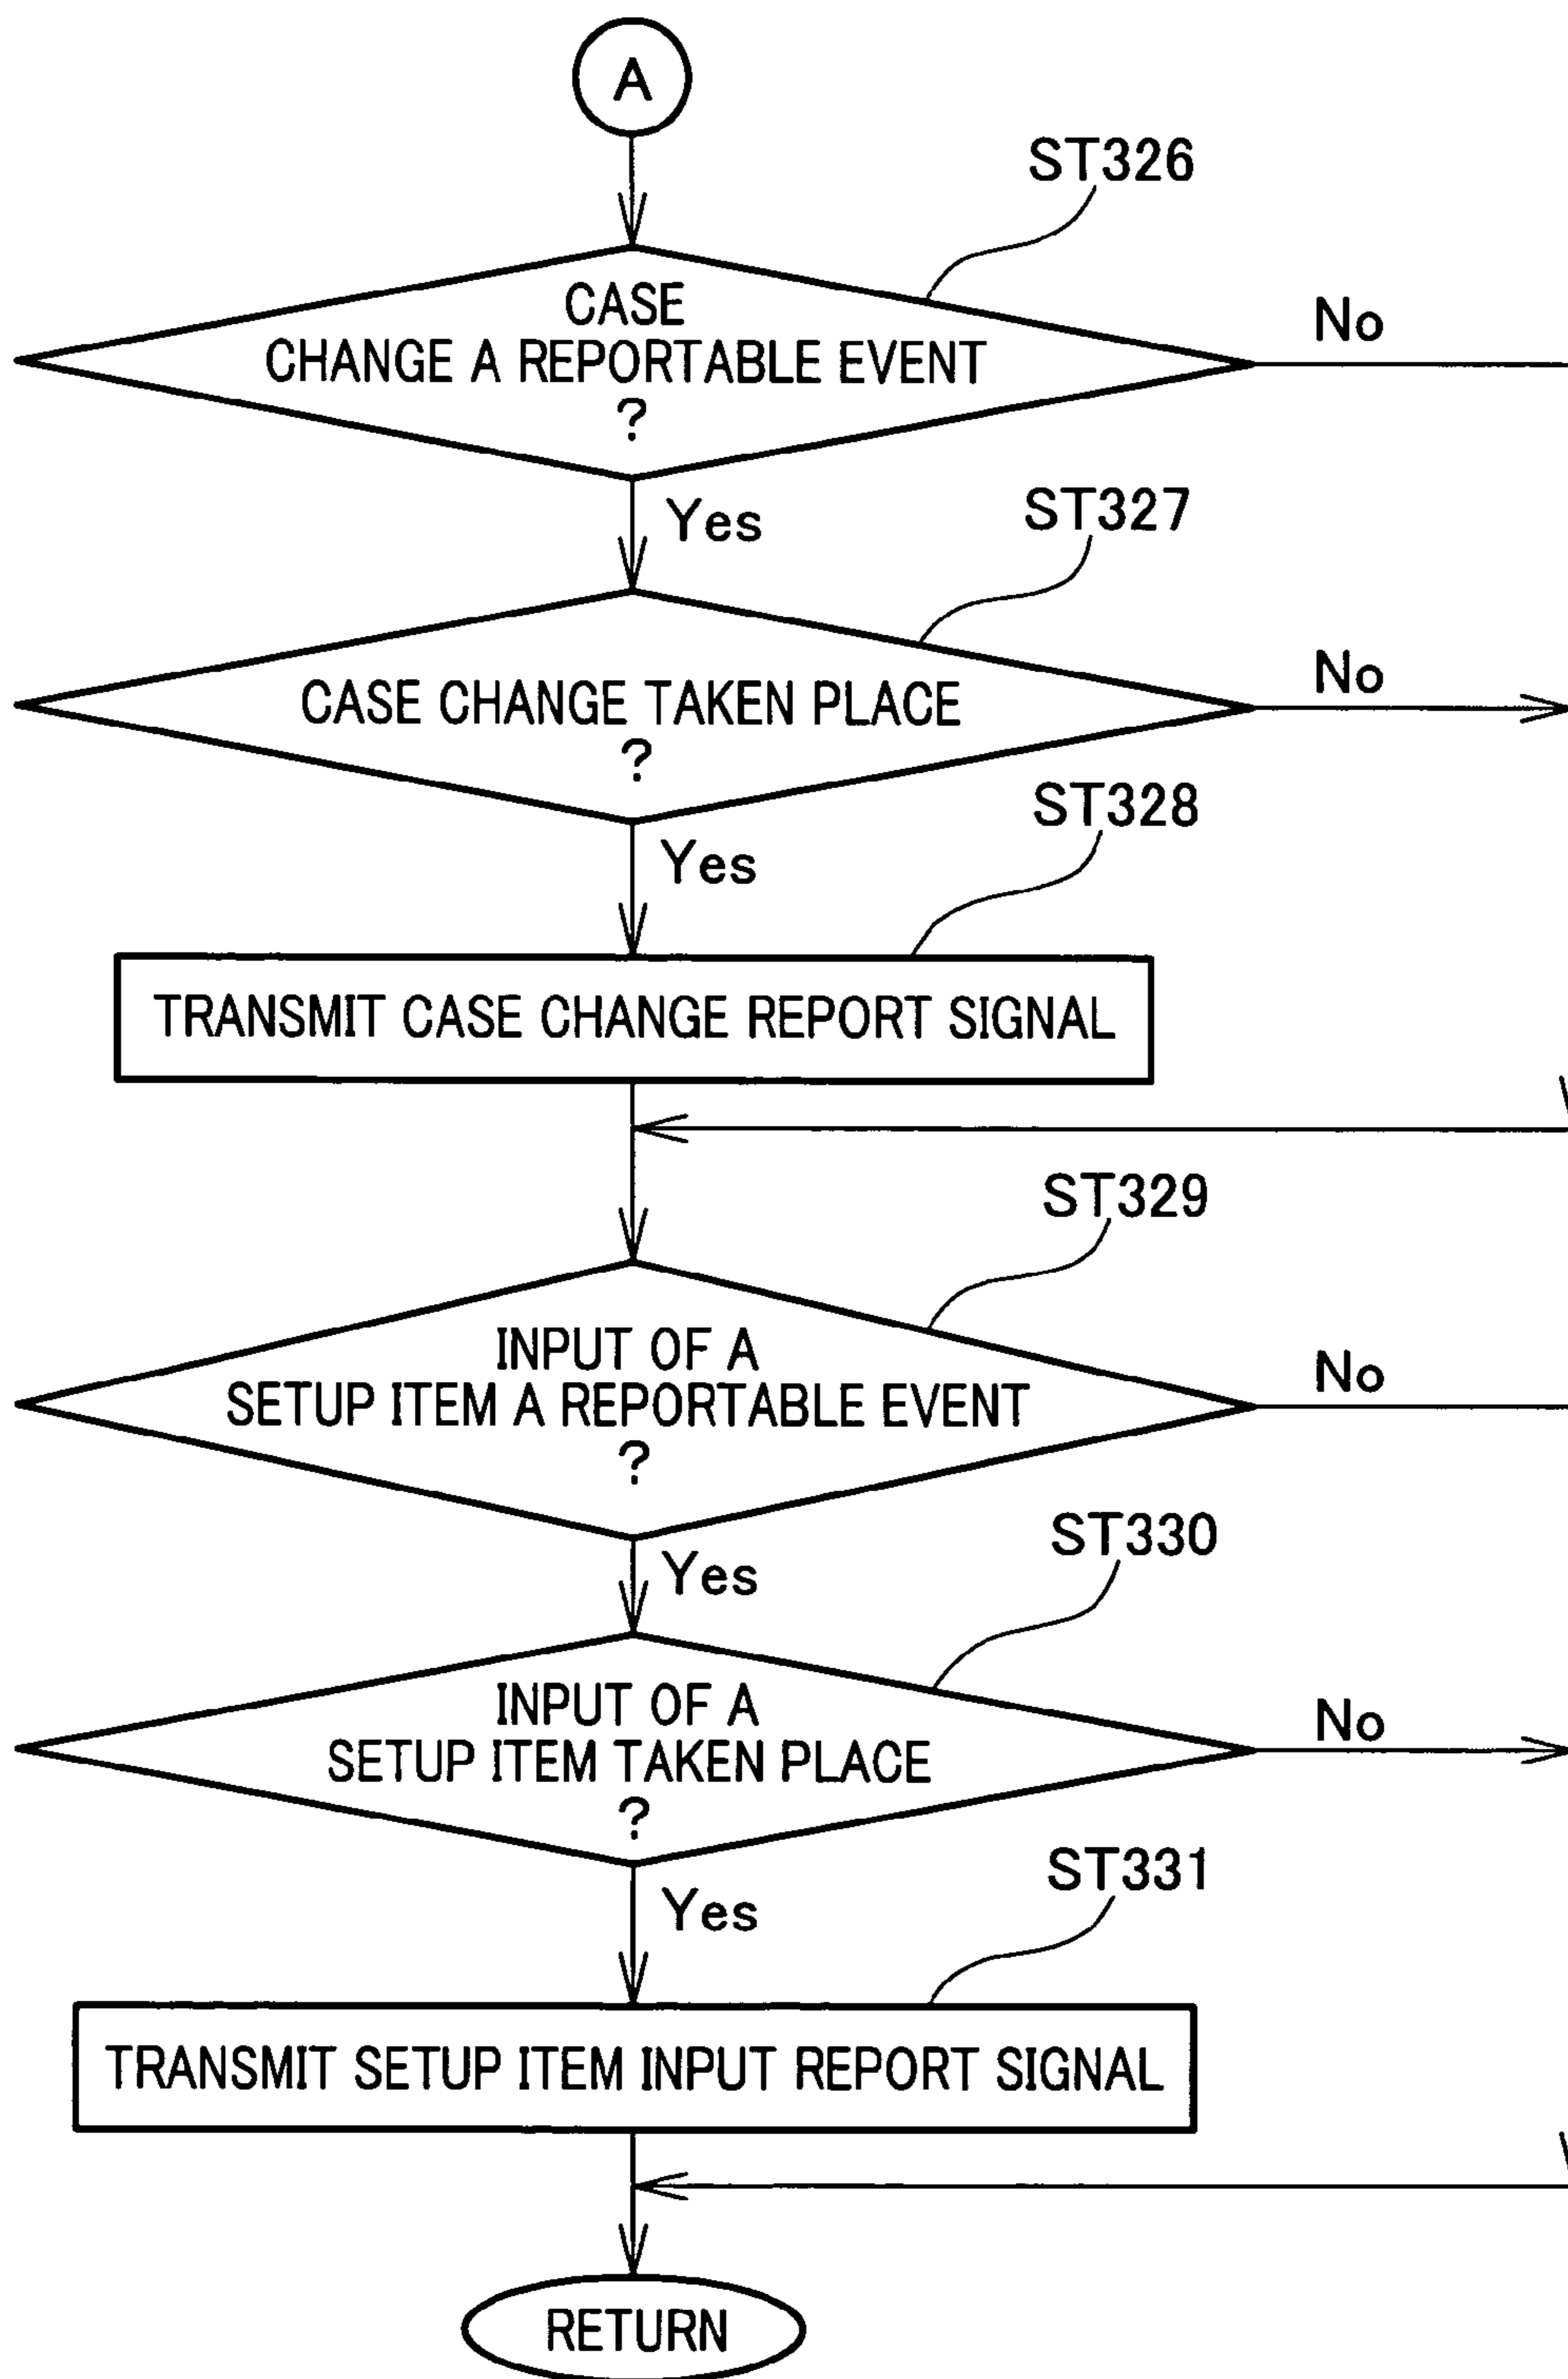 A
ST326
CASE
CHANGE A REPORTABLE EVENT
?
No
Yes
ST327
CASE CHANGE TAKEN PLACE
?
No
Yes
ST328
TRANSMIT CASE CHANGE REPORT SIGNAL
ST329
INPUT OF A
SETUP ITEM A REPORTABLE EVENT
?
No
Yes
ST330
INPUT OF A
SETUP ITEM TAKEN PLACE
?
No
Yes
ST331
TRANSMIT SETUP ITEM INPUT REPORT SIGNAL
RETURN